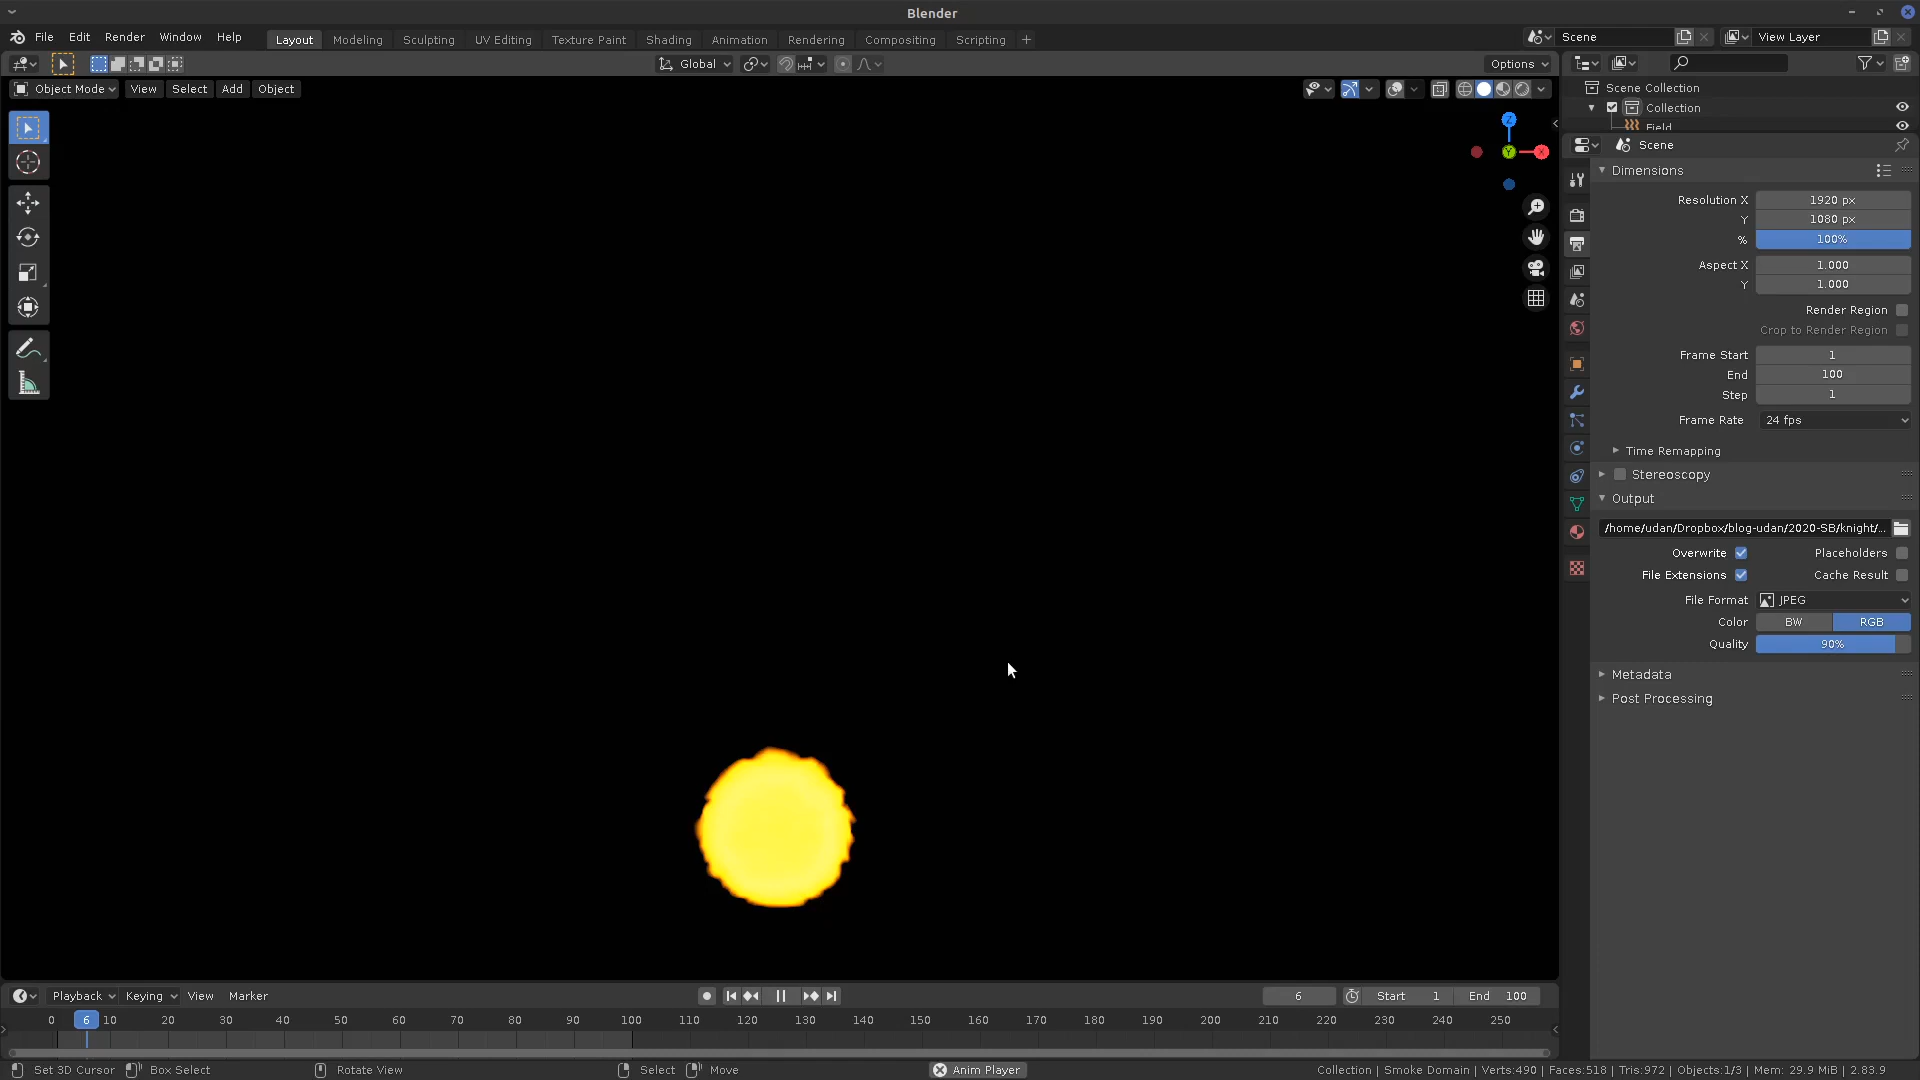 Blender
File Edit Render Window Help Layout Modeling Sculpting UV Editing Texture Paint Shading Animation Rendering Compositing Scripting + Scene View Layer
Global Options
Object Mode View Select Add Object
Z
Y X
Scene Collection
Collection
Field
Scene
Dimensions
Resolution X 1920 px
Y 1080 px
% 100%
Aspect X 1.000
Y 1.000
Render Region
Crop to Render Region
Frame Start 1
End 100
Step 1
Frame Rate 24 fps
Time Remapping
Stereoscopy
Output
/home/udan/Dropbox/blog-udan/2020-SB/knight/...
Overwrite Placeholders
File Extensions Cache Result
File Format JPEG
Color BW RGB
Quality 90%
Metadata
Post Processing
Playback Keying View Marker 6 Start 1 End 100
0 6 10 20 30 40 50 60 70 80 90 100 110 120 130 140 150 160 170 180 190 200 210 220 230 240 250
Set 3D Cursor Box Select Rotate View Select Move Anim Player Collection | Smoke Domain | Verts:490 | Faces:518 | Tris:972 | Objects:1/3 | Mem: 29.9 MiB | 2.83.9